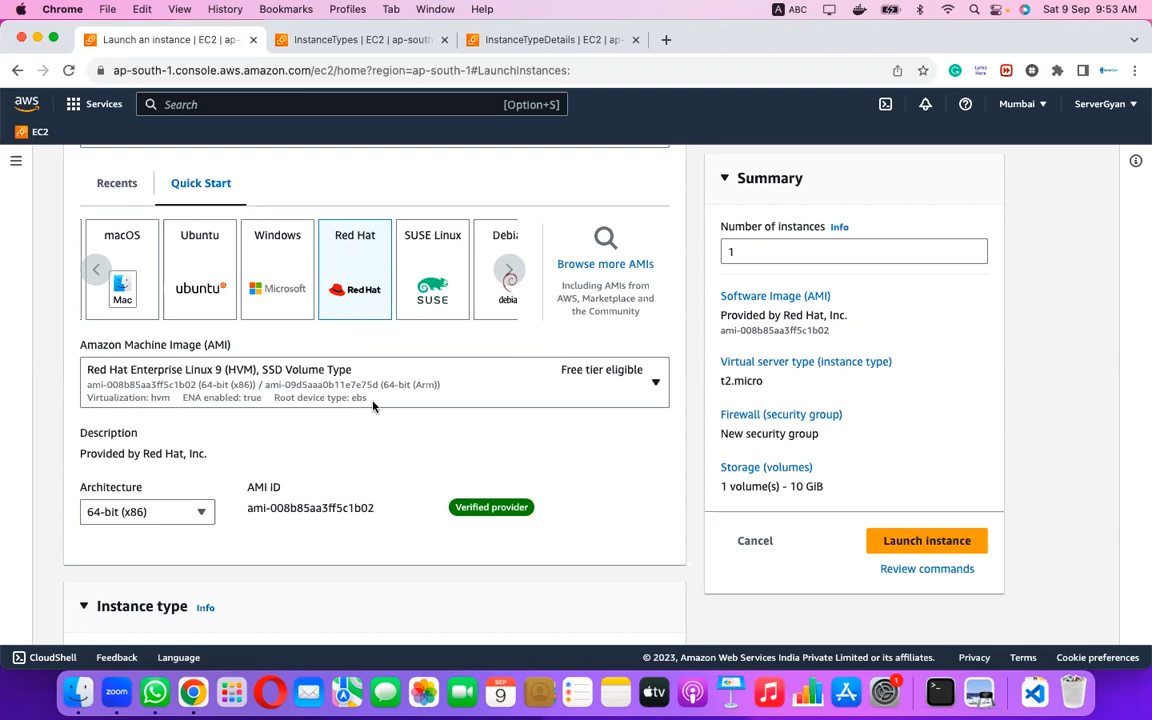 Chrome File Edit View History Bookmarks Profiles Tab Window Help A ABC Sat 9 Sep 9:53 AM
Launch an instance | EC2 | ap- InstanceTypes | EC2 | ap-south- InstanceTypeDetails | EC2 | ap-
ap-south-1.console.aws.amazon.com/ec2/home?region=ap-south-1#LaunchInstances:
aws Services Search [Option+S] Mumbai ServerGyan
EC2
Recents Quick Start
macOS Ubuntu Windows Red Hat SUSE Linux Debia
Mac ubuntu Microsoft Red Hat SUSE debia
Browse more AMIs
Including AMIs from
AWS, Marketplace and
the Community
Amazon Machine Image (AMI)
Red Hat Enterprise Linux 9 (HVM), SSD Volume Type Free tier eligible
ami-008b85aa3ff5c1b02 (64-bit (x86)) / ami-09d5aaa0b11e7e75d (64-bit (Arm))
Virtualization: hvm ENA enabled: true Root device type: ebs
Description
Provided by Red Hat, Inc.
Architecture AMI ID
64-bit (x86) ami-008b85aa3ff5c1b02 Verified provider
Instance type Info
Summary
Number of instances Info
1
Software Image (AMI)
Provided by Red Hat, Inc.
ami-008b85aa3ff5c1b02
Virtual server type (instance type)
t2.micro
Firewall (security group)
New security group
Storage (volumes)
1 volume(s) - 10 GiB
Cancel Launch instance
Review commands
CloudShell Feedback Language © 2023, Amazon Web Services India Private Limited or its affiliates. Privacy Terms Cookie preferences
zoom SEP 9 tv 1